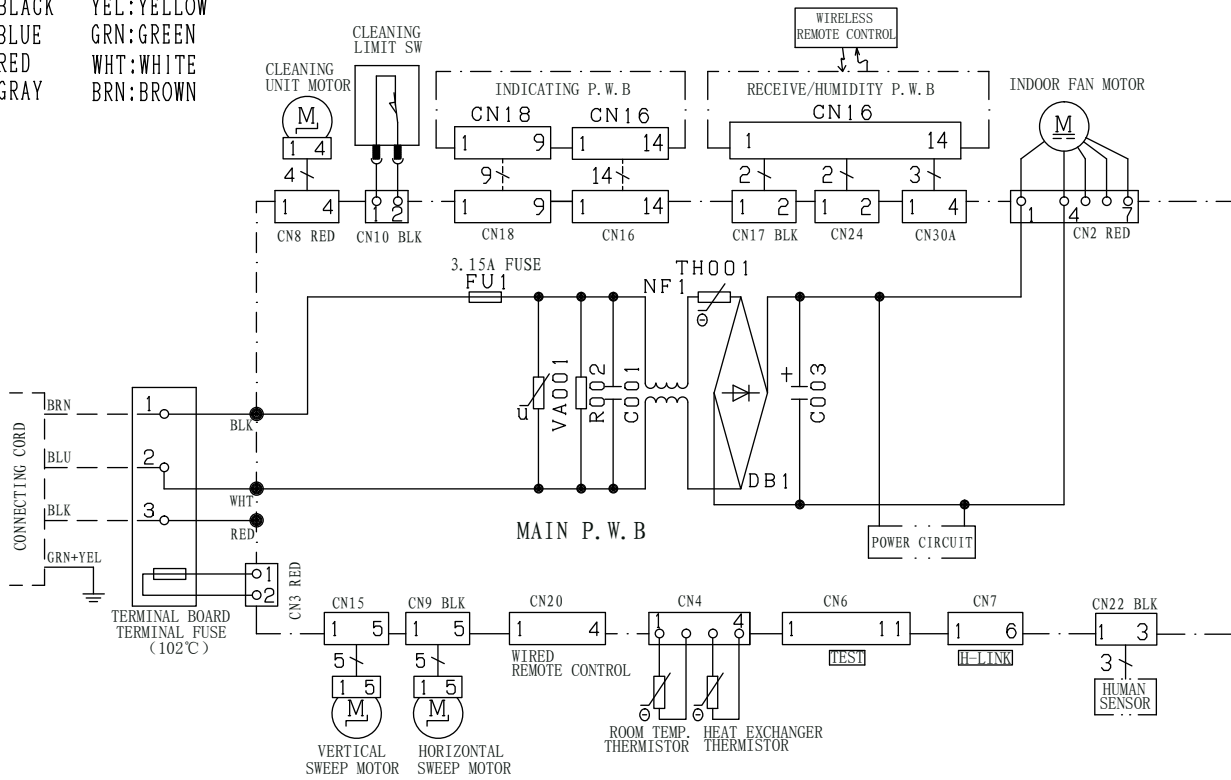 BLACK YEL:YELLOW
BLUE GRN:GREEN
RED WHT:WHITE
GRAY BRN:BROWN
CLEANING
UNIT MOTOR
M
1 4
4
1 4
CN8 RED
CLEANING
LIMIT SW
1 2
CN10 BLK
INDICATING P.W.B
CN18 CN16
1 9 1 14
9 14
1 9 1 14
CN18 CN16
WIRELESS
REMOTE CONTROL
RECEIVE/HUMIDITY P.W.B
CN16
1 14
2 2 3
1 2 1 2 1 4
CN17 BLK CN24 CN30A
INDOOR FAN MOTOR
M
1 4 7
CN2 RED
3.15A FUSE
FU1
u
VA001
R002
C001
NF1
TH001
Θ
DB1
+
C003
POWER CIRCUIT
MAIN P.W.B
CONNECTING CORD
BRN
BLU
BLK
GRN+YEL
1
2
3
BLK
WHT
RED
1
2
CN3 RED
TERMINAL BOARD
TERMINAL FUSE
(102℃)
CN15
1 5
5
1 5
M
VERTICAL
SWEEP MOTOR
CN9 BLK
1 5
5
1 5
M
HORIZONTAL
SWEEP MOTOR
CN20
1 4
WIRED
REMOTE CONTROL
CN4
1 4
Θ Θ
ROOM TEMP.
THERMISTOR
HEAT EXCHANGER
THERMISTOR
CN6
1 11
TEST
CN7
1 6
H-LINK
CN22 BLK
1 3
3
HUMAN
SENSOR